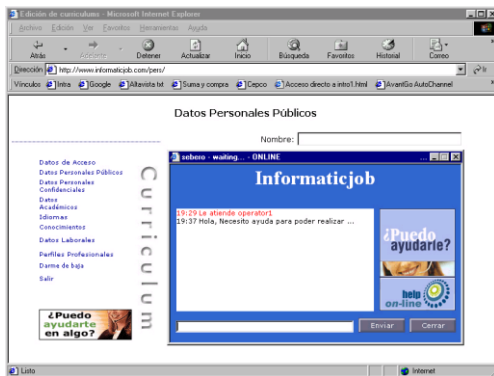 Edición de curiculums - Microsoft Internet Explorer
Archivo Edición Ver Favoritos Herramientas Ayuda
Atrás Adelante Detener Actualizar Inicio Búsqueda Favoritos Historial Correo
Dirección http://www.informaticjob.com/pers/ Ir
Vínculos Intra Google Altavista txt Suma y compra Cepco Acceso directo a intro1.html AvantGo AutoChannel
Datos Personales Públicos
Nombre:
Datos de Acceso
Datos Personales Públicos
Datos Personales
Confidenciales
Datos
Académicos
Idiomas
Conocimientos
Datos Laborales
Perfiles Profesionales
Darme de baja
Salir
Curriculum
¿Puedo
ayudarte
en algo?
sobero - waiting... - ONLINE ...
Informaticjob
19:29 Le atiende operator1
19:37 Hola, Necesito ayuda para poder realizar ...
¿Puedo
ayudarle?
help
on-line
Enviar Cerrar
Listo Internet